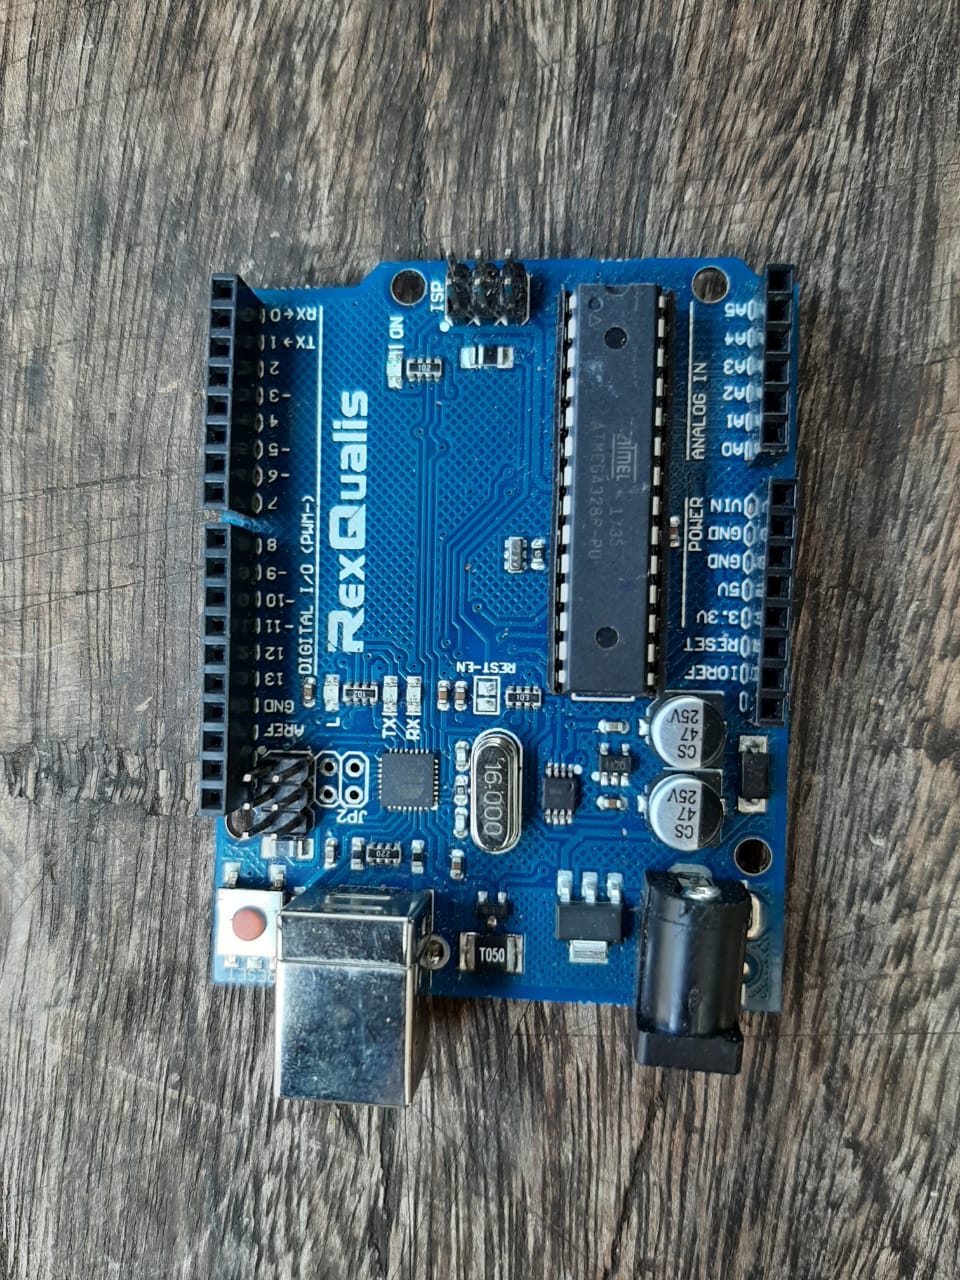 ISP
ON
102
RX←0
TX→1
2
~3
4
~5
~6
7
8
~9
~10
~11
12
13
GND
AREF
DIGITAL I/O (PWM~)
RexQualis
ATMEL
ATMEGA328P-PU
A5
A4
A3
A2
A1
A0
ANALOG IN
VIN
GND
GND
5V
3.3V
RESET
IOREF
POWER
REST-EN
L
102
TX
RX
JP2
16.000
220
T050
CS
47
25V
CS
47
25V